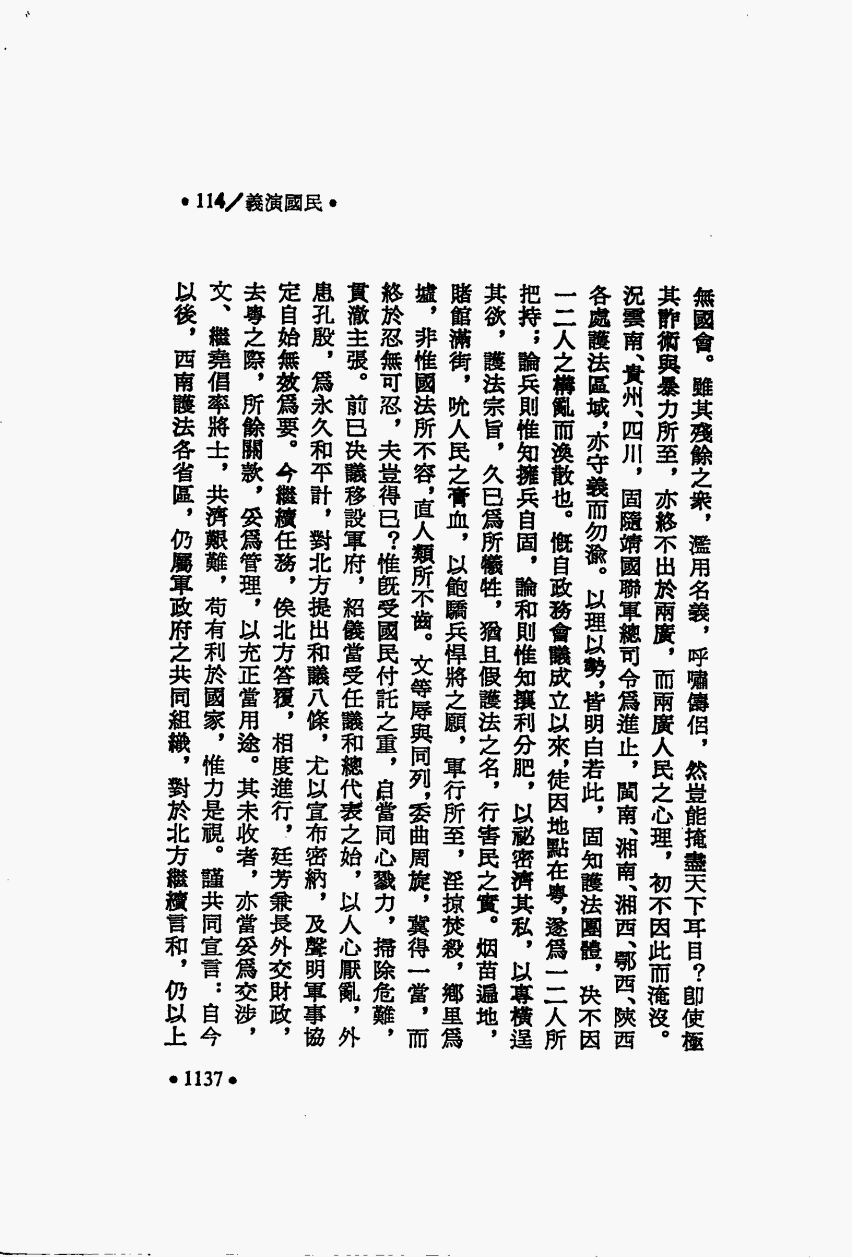 •民國演義/114•
無國會。雖其殘餘之衆，濫用名義，呼嘯儔侶，然豈能掩盡天下耳目？卽使極
其詐術與暴力所至，亦終不出於兩廣，而兩廣人民之心理，初不因此而淹沒。
況雲南、貴州、四川，固隨靖國聯軍總司令爲進止，閩南、湘南、湘西、鄂西、陝西
各處護法區域，亦守義而勿渝。以理以勢，皆明白若此，固知護法團體，決不因
一二人之構亂而渙散也。慨自政務會議成立以來，徒因地點在粵，遂爲一二人所
把持；論兵則惟知擁兵自固，論和則惟知攘利分肥，以祕密濟其私，以專橫逞
其欲，護法宗旨，久已爲所犧牲，猶且假護法之名，行害民之實。烟苗遍地，
賭館滿街，吮人民之膏血，以飽驕兵悍將之願，軍行所至，淫掠焚殺，鄉里爲
墟，非惟國法所不容，直人類所不齒。文等辱與同列，委曲周旋，冀得一當，而
終於忍無可忍，夫豈得已？惟旣受國民付託之重，自當同心戮力，掃除危難，
貫澈主張。前已決議移設軍府，紹儀當受任議和總代表之始，以人心厭亂，外
患孔殷，爲永久和平計，對北方提出和議八條，尤以宣布密納，及聲明軍事協
定自始無效爲要。今繼續任務，俟北方答覆，相度進行，廷芳兼長外交財政，
去粵之際，所餘關款，妥爲管理，以充正當用途。其未收者，亦當妥爲交涉，
文、繼堯倡率將士，共濟艱難，苟有利於國家，惟力是視。謹共同宣言：自今
以後，西南護法各省區，仍屬軍政府之共同組織，對於北方繼續言和，仍以上
•1137•